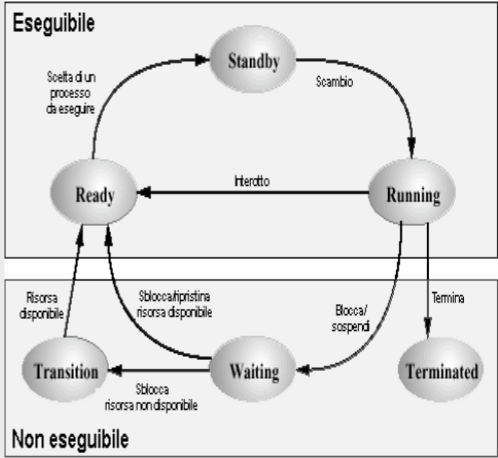 Eseguibile
Standby
Scelta di un
processo
da eseguire
Scambio
Ready
Interotto
Running
Risorsa
disponibile
Sblocca/ripristina
risorsa disponibile
Blocca/
sospendi
Termina
Transition
Waiting
Terminated
Sblocca
risorsa non disponibile
Non eseguibile